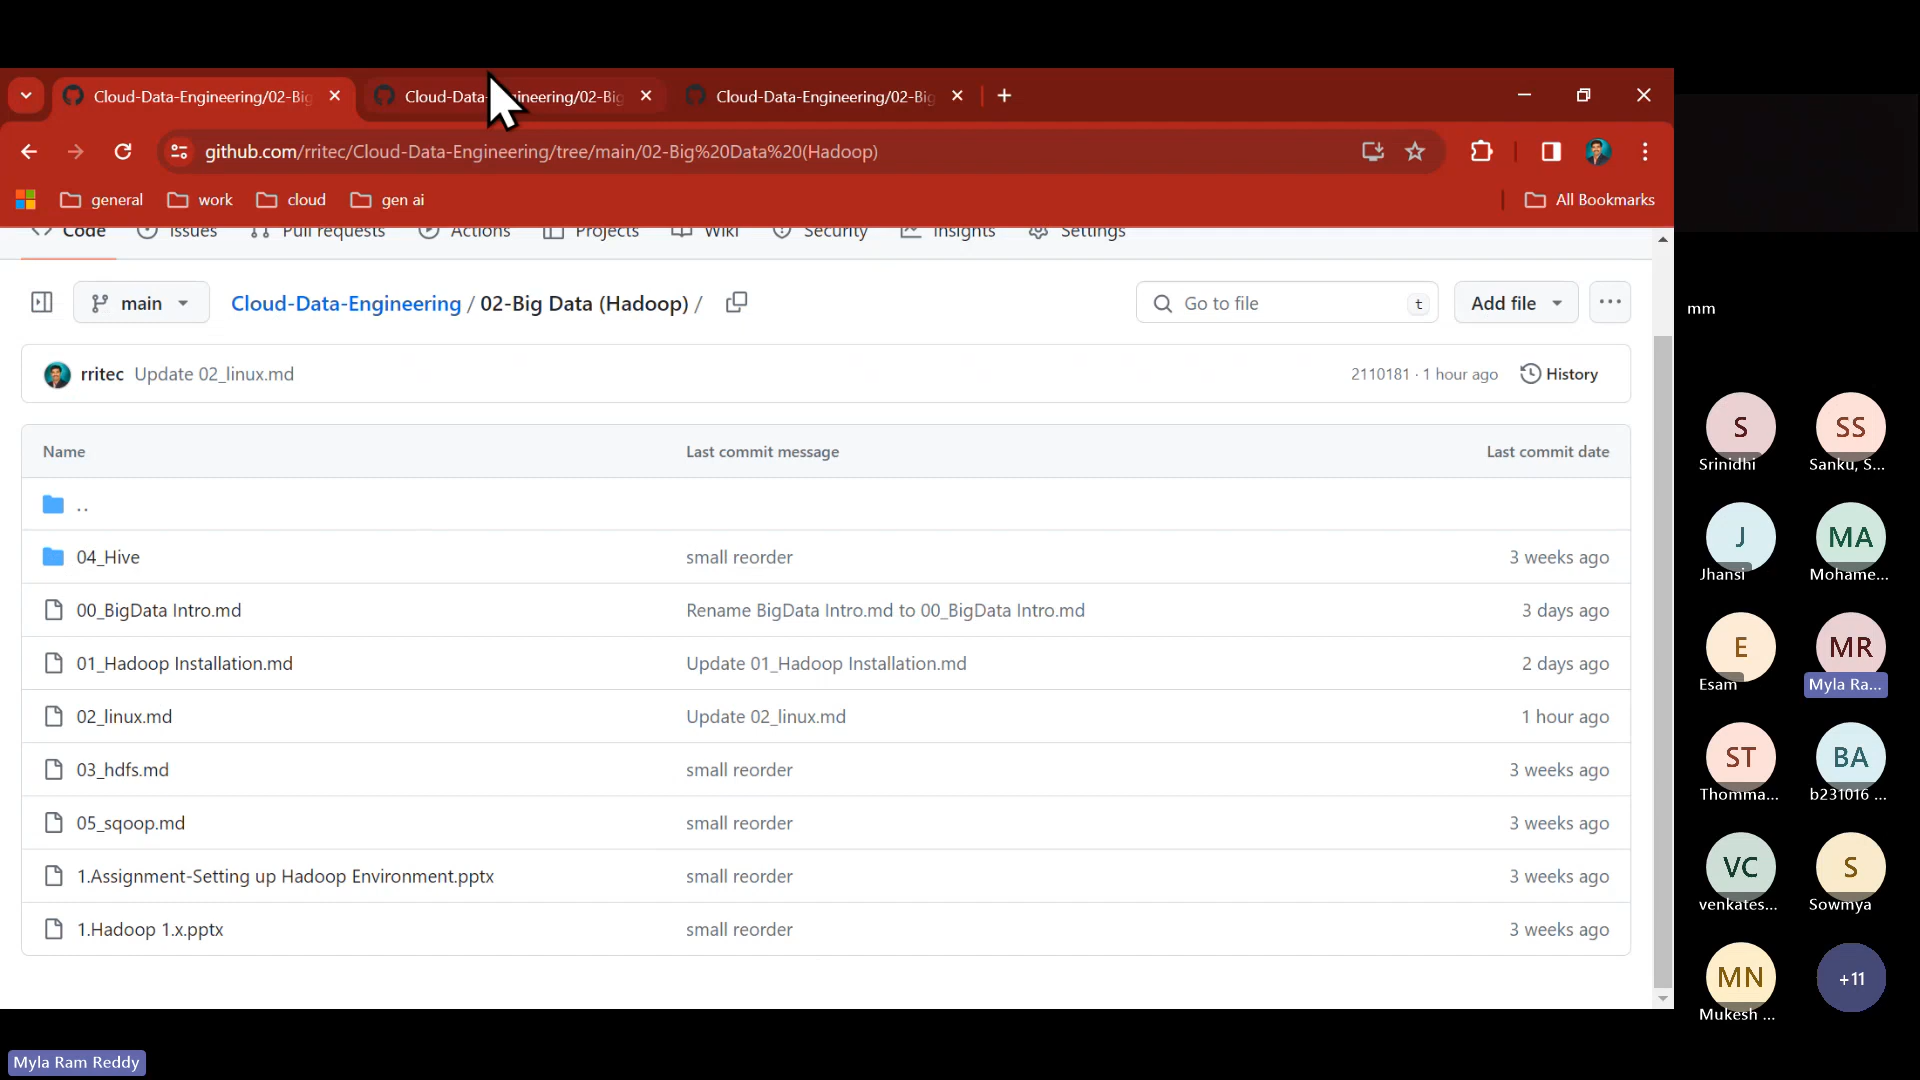 Cloud-Data-Engineering/02-Big
Cloud-Data-Engineering/02-Big
Cloud-Data-Engineering/02-Big
github.com/rritec/Cloud-Data-Engineering/tree/main/02-Big%20Data%20(Hadoop)
general
work
cloud
gen ai
All Bookmarks
Code
Issues
Pull requests
Actions
Projects
Wiki
Security
Insights
Settings
main
Cloud-Data-Engineering / 02-Big Data (Hadoop) /
Go to file
t
Add file
rritec Update 02_linux.md
2110181 · 1 hour ago
History
Name Last commit message Last commit date
..
04_Hive small reorder 3 weeks ago
00_BigData Intro.md Rename BigData Intro.md to 00_BigData Intro.md 3 days ago
01_Hadoop Installation.md Update 01_Hadoop Installation.md 2 days ago
02_linux.md Update 02_linux.md 1 hour ago
03_hdfs.md small reorder 3 weeks ago
05_sqoop.md small reorder 3 weeks ago
1.Assignment-Setting up Hadoop Environment.pptx small reorder 3 weeks ago
1.Hadoop 1.x.pptx small reorder 3 weeks ago
mm
S SS
Srinidhi Sanku, S...
J MA
Jhansi Mohame...
E MR
Esam Myla Ra...
ST BA
Thomma... b231016 ...
VC S
venkates... Sowmya
MN +11
Mukesh ...
Myla Ram Reddy